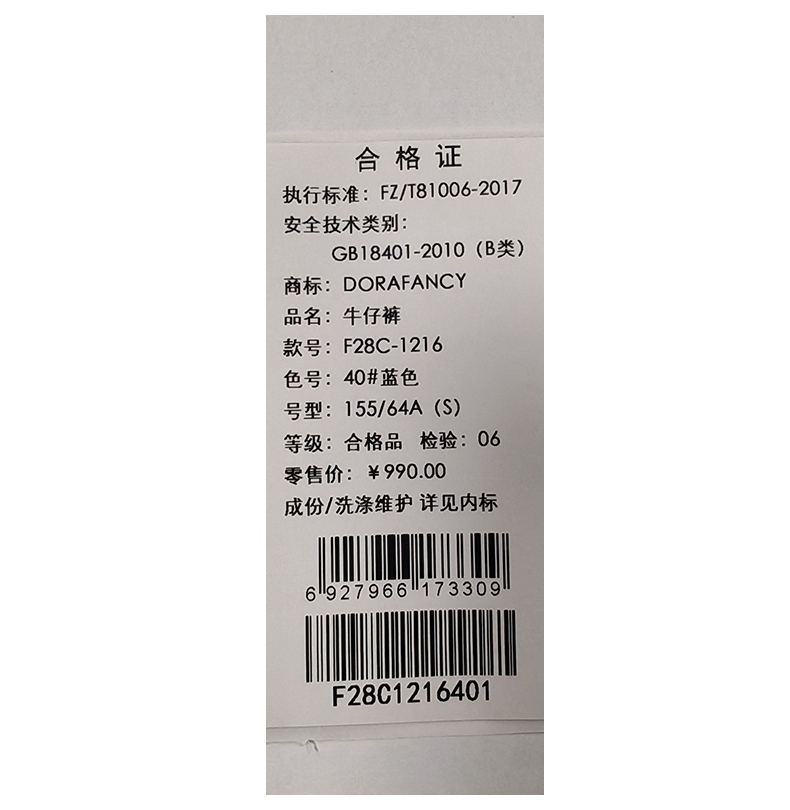 合格证
执行标准：FZ/T81006-2017
安全技术类别：
GB18401-2010（B类）
商标：DORAFANCY
品名：牛仔裤
款号：F28C-1216
色号：40#蓝色
号型：155/64A（S）
等级：合格品 检验：06
零售价：￥990.00
成份/洗涤维护 详见内标
6 927966 173309
F28C1216401